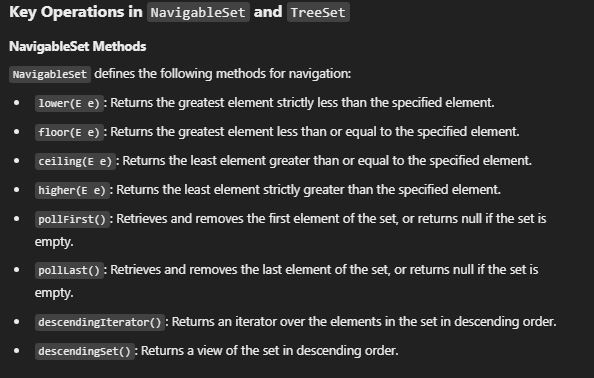 Key Operations in NavigableSet and TreeSet
NavigableSet Methods
NavigableSet defines the following methods for navigation:
• lower(E e): Returns the greatest element strictly less than the specified element.
• floor(E e): Returns the greatest element less than or equal to the specified element.
• ceiling(E e): Returns the least element greater than or equal to the specified element.
• higher(E e): Returns the least element strictly greater than the specified element.
• pollFirst(): Retrieves and removes the first element of the set, or returns null if the set is
empty.
• pollLast(): Retrieves and removes the last element of the set, or returns null if the set is
empty.
• descendingIterator(): Returns an iterator over the elements in the set in descending order.
• descendingSet(): Returns a view of the set in descending order.